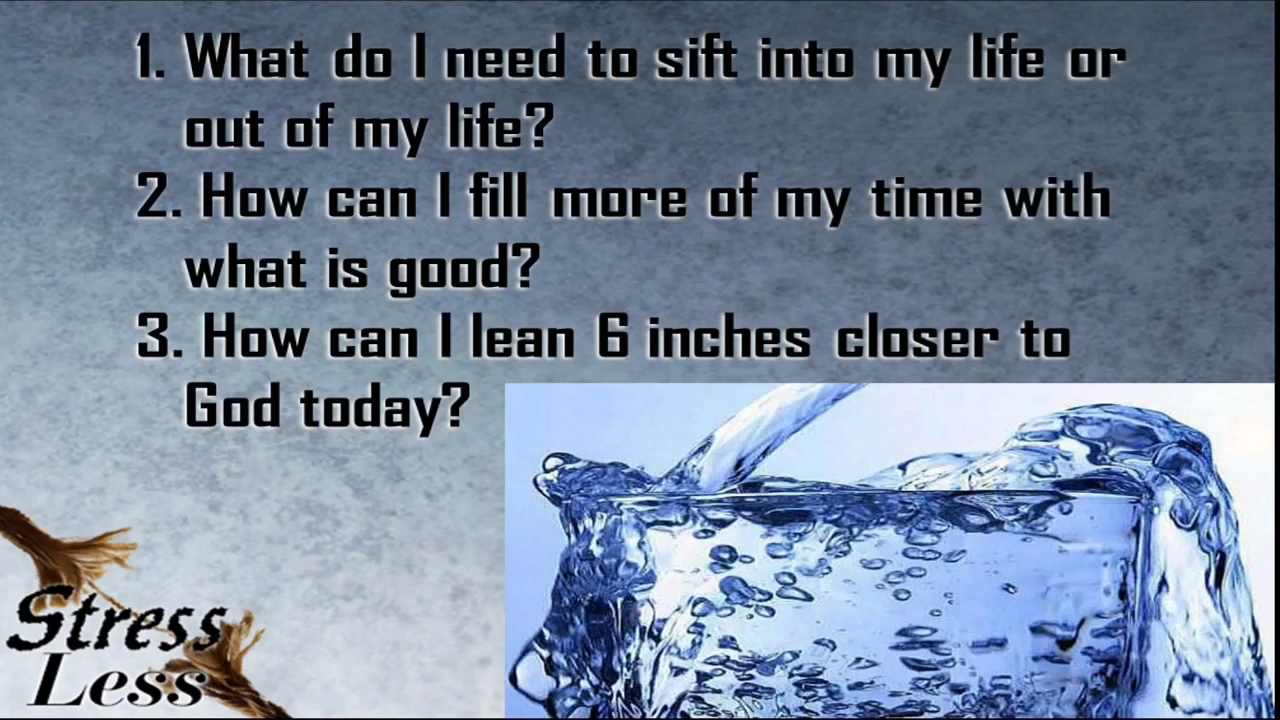 1. What do I need to sift into my life or
out of my life?
2. How can I fill more of my time with
what is good?
3. How can I lean 6 inches closer to
God today?
Stress
Less